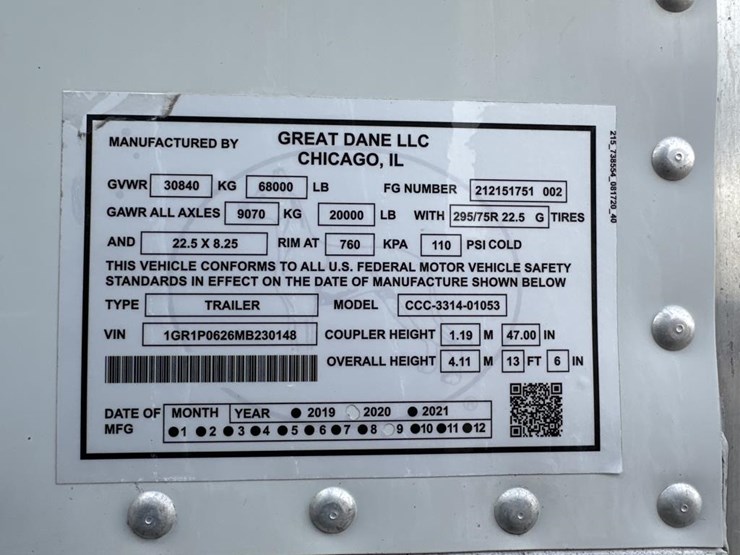 MANUFACTURED BY GREAT DANE LLC
CHICAGO, IL
GVWR 30840 KG 68000 LB FG NUMBER 212151751 002
GAWR ALL AXLES 9070 KG 20000 LB WITH 295/75R 22.5 G TIRES
AND 22.5 X 8.25 RIM AT 760 KPA 110 PSI COLD
THIS VEHICLE CONFORMS TO ALL U.S. FEDERAL MOTOR VEHICLE SAFETY
STANDARDS IN EFFECT ON THE DATE OF MANUFACTURE SHOWN BELOW
TYPE TRAILER MODEL CCC-3314-01053
VIN 1GR1P0626MB230148 COUPLER HEIGHT 1.19 M 47.00 IN
OVERALL HEIGHT 4.11 M 13 FT 6 IN
DATE OF MFG MONTH YEAR ● 2019 2020 ● 2021
●1 ●2 ●3 ●4 ●5 ●6 ●7 ●8 9 ●10 ●11 ●12
215_738554_081720_40